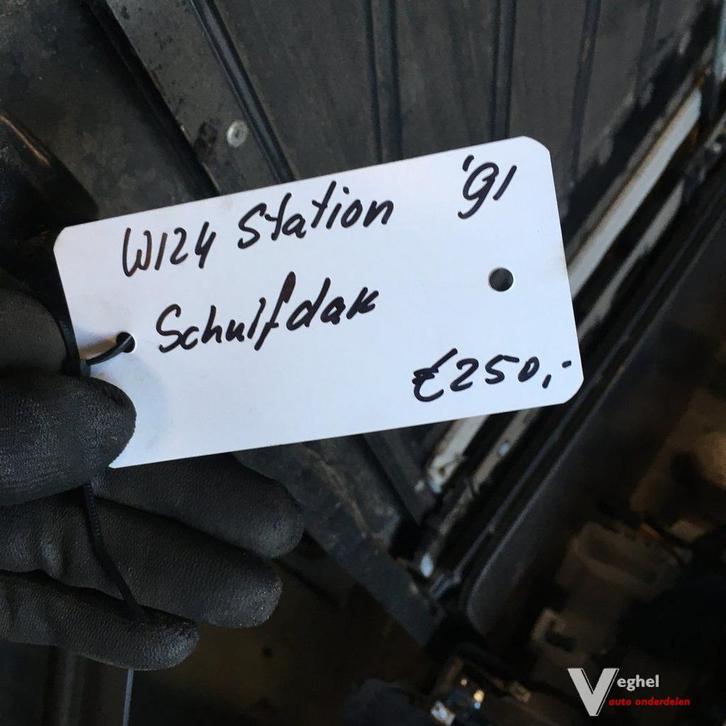 W124 Station '91
Schuifdak
€250,-
Veghel
auto onderdelen